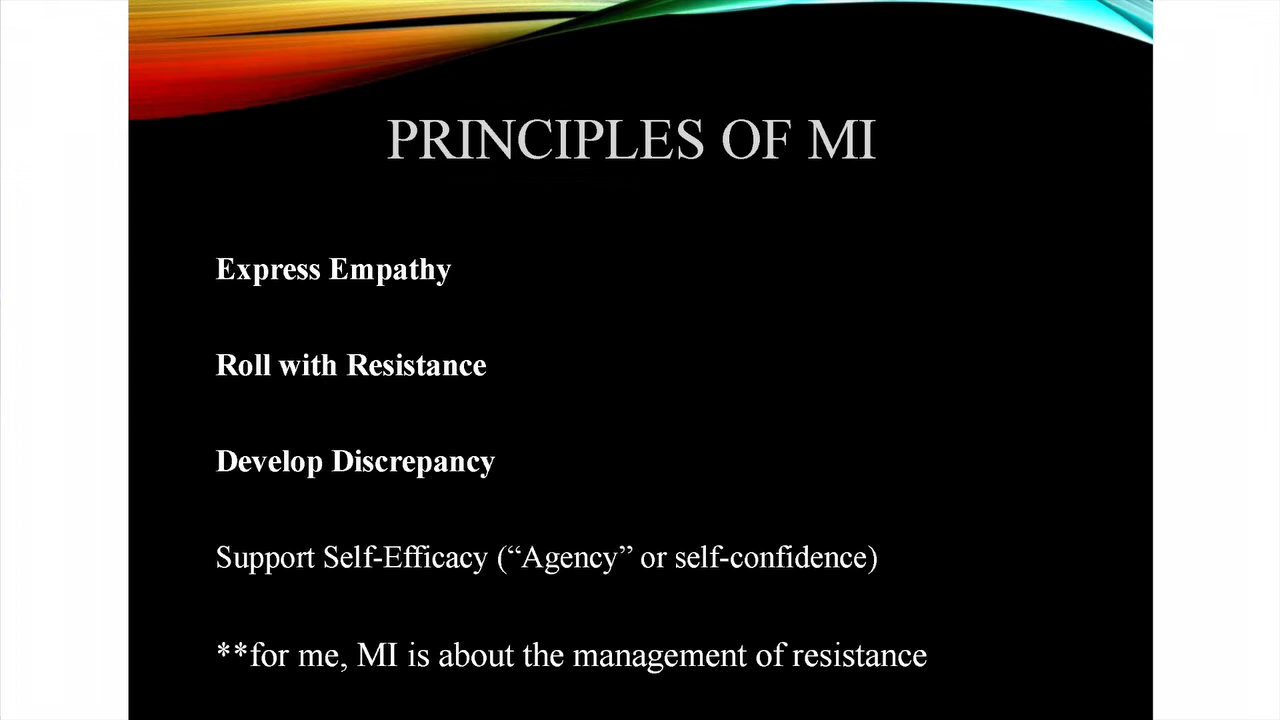 PRINCIPLES OF MI
Express Empathy
Roll with Resistance
Develop Discrepancy
Support Self-Efficacy (“Agency” or self-confidence)
**for me, MI is about the management of resistance